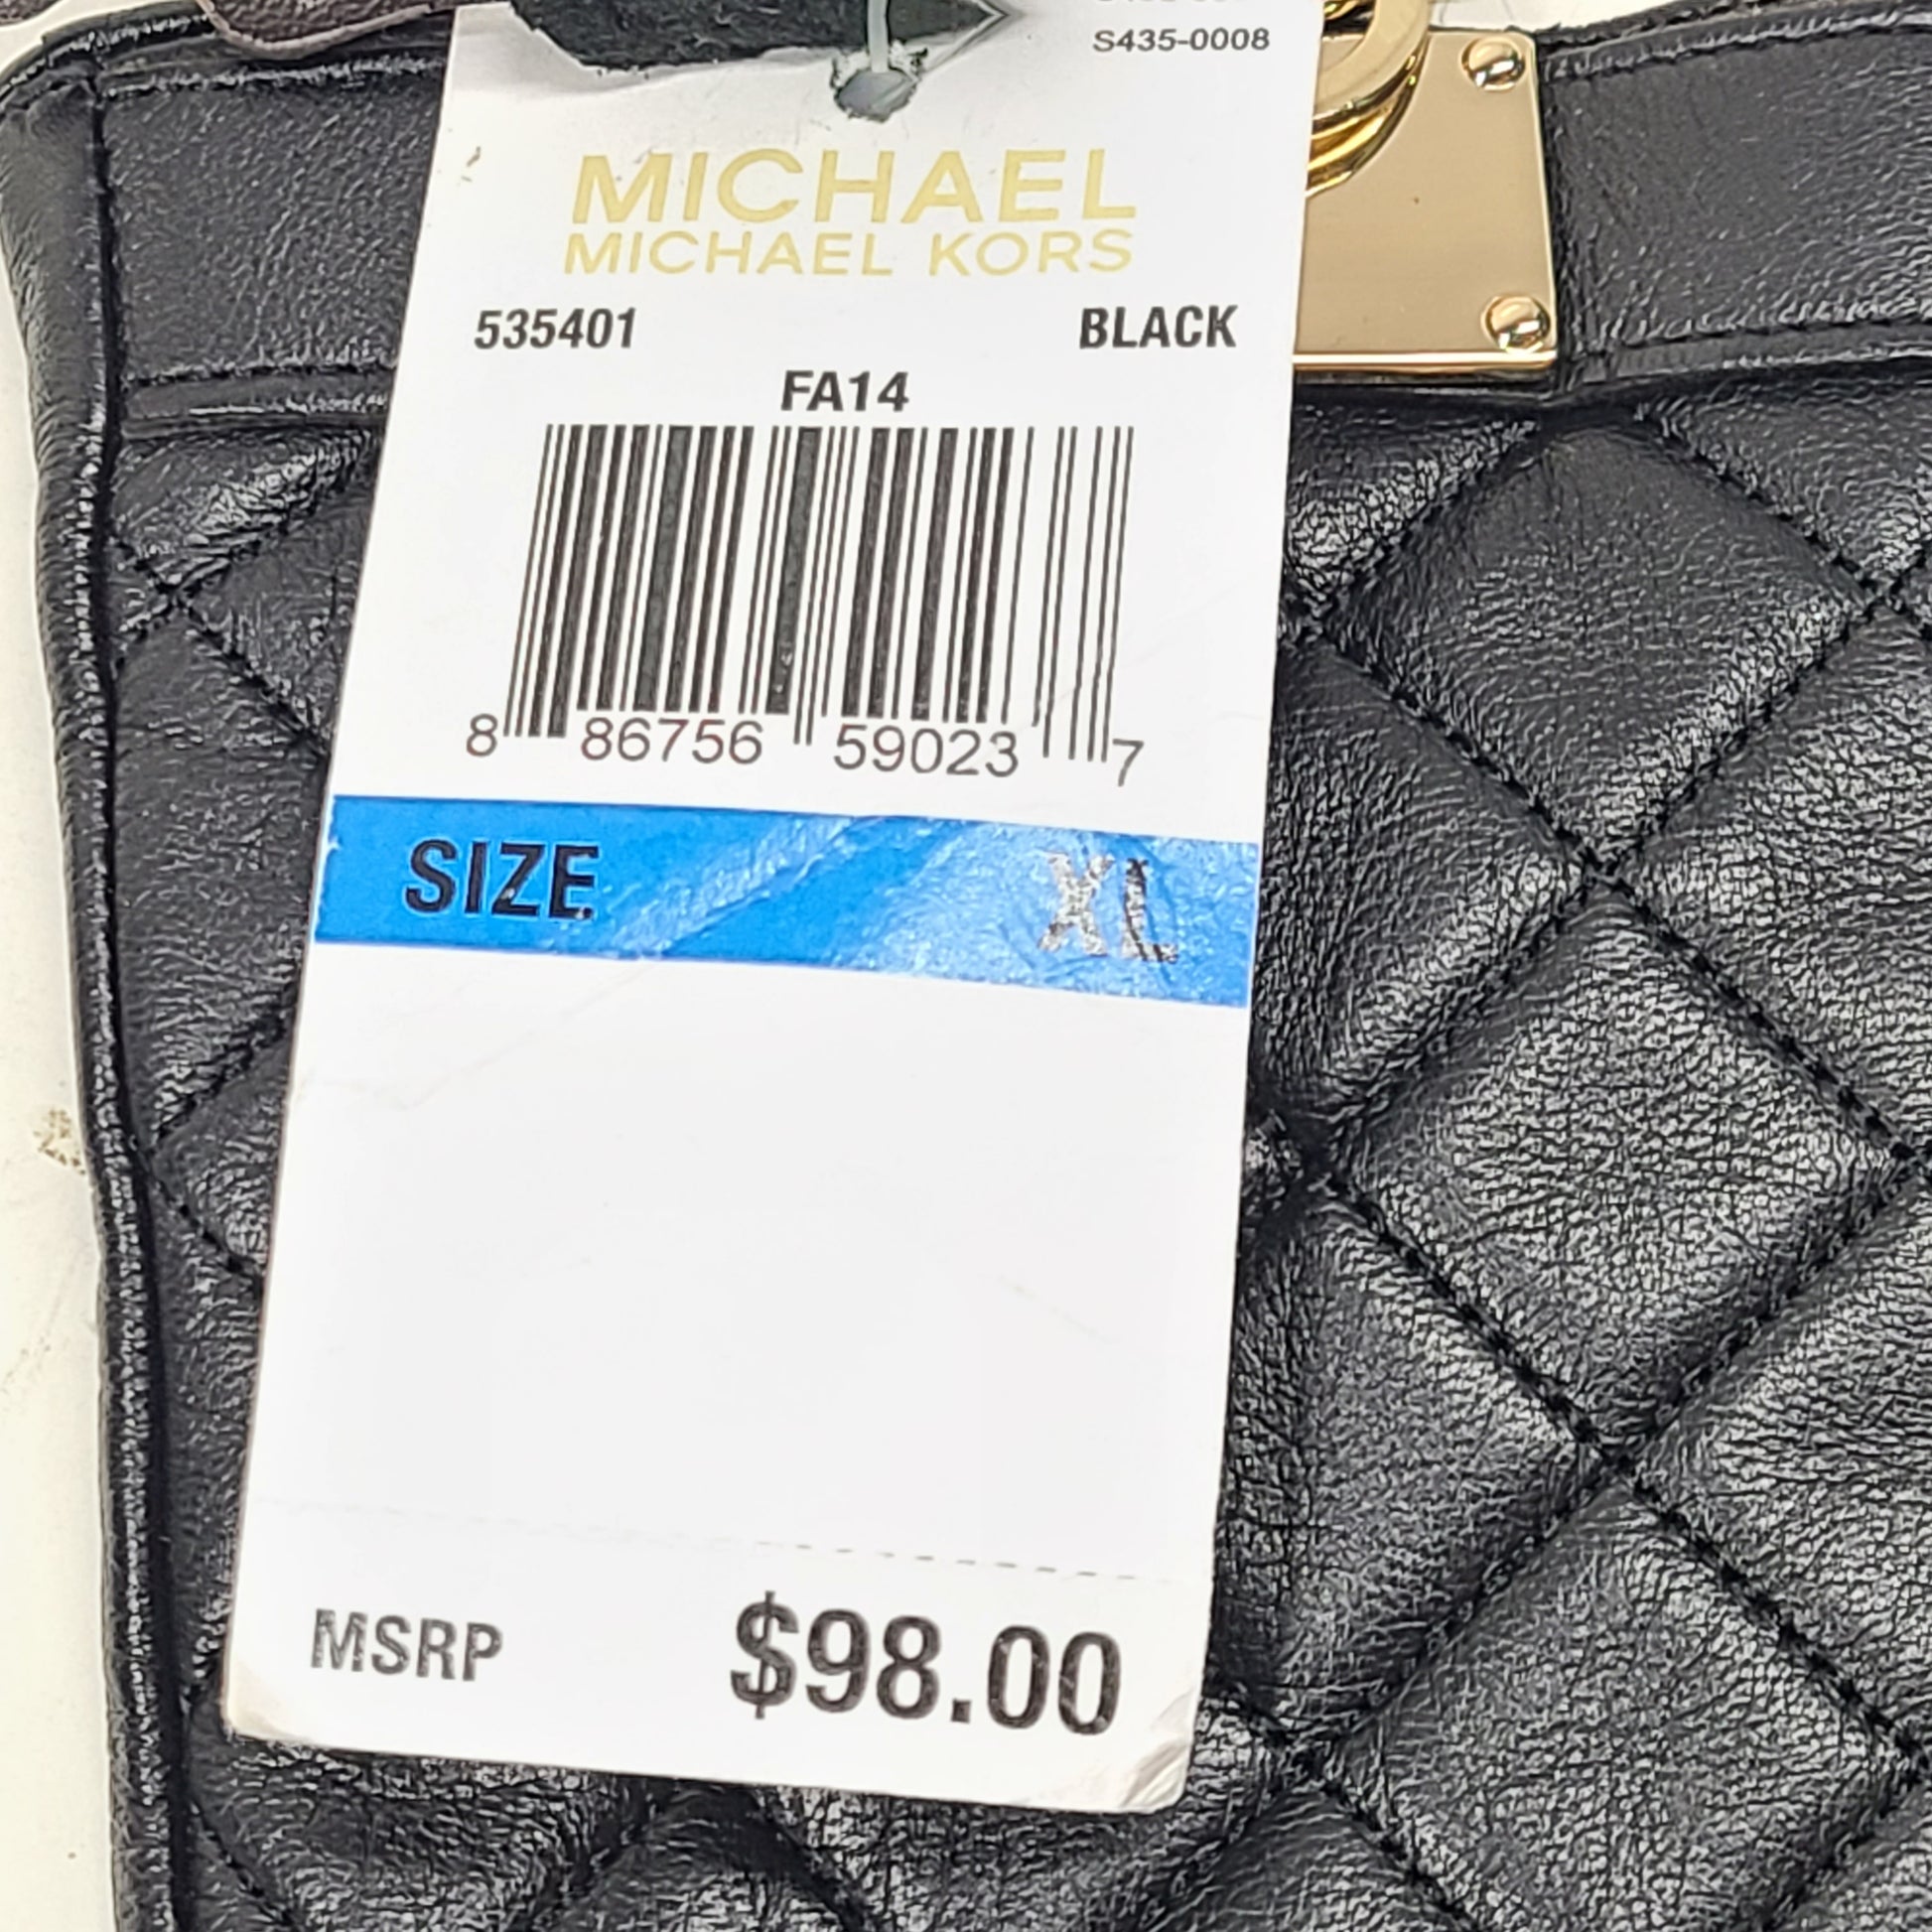 S435-0008
MICHAEL
MICHAEL KORS
535401 BLACK
FA14
8 86756 59023 7
SIZE XL
MSRP $98.00